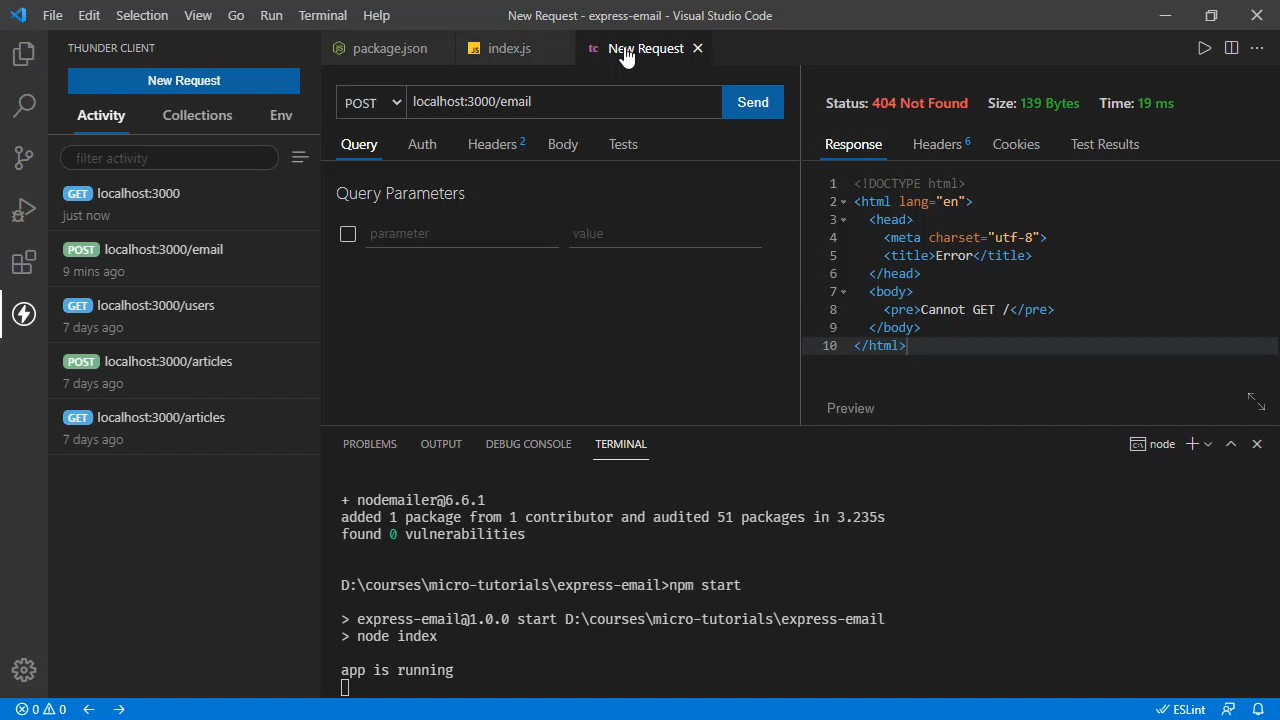 File Edit Selection View Go Run Terminal Help
New Request - express-email - Visual Studio Code
THUNDER CLIENT
New Request
Activity Collections Env
filter activity
GET localhost:3000
just now
POST localhost:3000/email
9 mins ago
GET localhost:3000/users
7 days ago
POST localhost:3000/articles
7 days ago
GET localhost:3000/articles
7 days ago
package.json
JS index.js
tc New Request
POST localhost:3000/email Send
Query Auth Headers 2 Body Tests
Query Parameters
parameter value
Status: 404 Not Found Size: 139 Bytes Time: 19 ms
Response Headers 6 Cookies Test Results
1 <!DOCTYPE html>
2 <html lang="en">
3 <head>
4 <meta charset="utf-8">
5 <title>Error</title>
6 </head>
7 <body>
8 <pre>Cannot GET /</pre>
9 </body>
10 </html>
Preview
PROBLEMS OUTPUT DEBUG CONSOLE TERMINAL
node
+ nodemailer@6.6.1
added 1 package from 1 contributor and audited 51 packages in 3.235s
found 0 vulnerabilities
D:\courses\micro-tutorials\express-email>npm start
> express-email@1.0.0 start D:\courses\micro-tutorials\express-email
> node index
app is running
0 0 ESLint